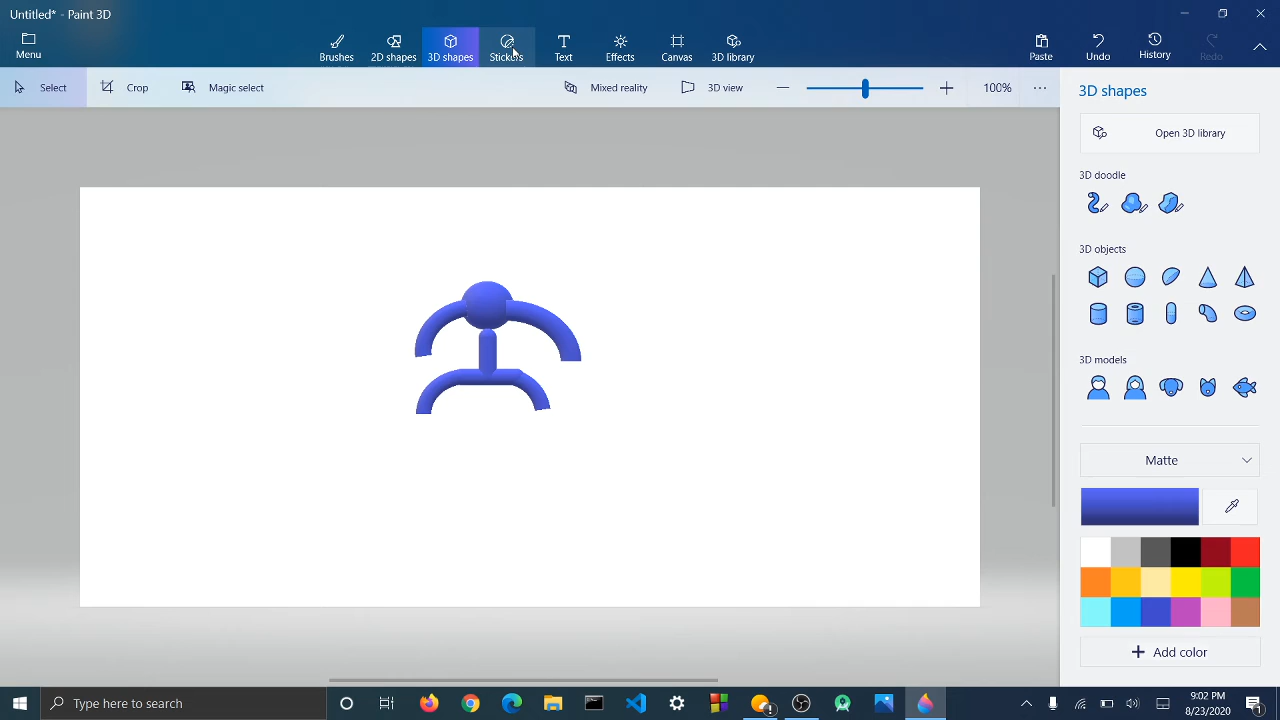 Untitled* - Paint 3D
Menu
Brushes
2D shapes
3D shapes
Stickers
Text
Effects
Canvas
3D library
Paste
Undo
History
Redo
Select
Crop
Magic select
Mixed reality
3D view
100%
3D shapes
Open 3D library
3D doodle
3D objects
3D models
Matte
Add color
Type here to search
9:02 PM
8/23/2020